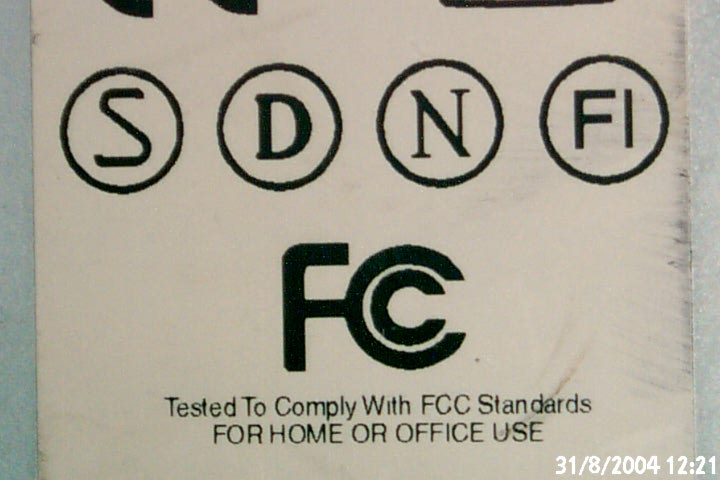 S D N FI
FCC
Tested To Comply With FCC Standards
FOR HOME OR OFFICE USE
31/8/2004 12:21